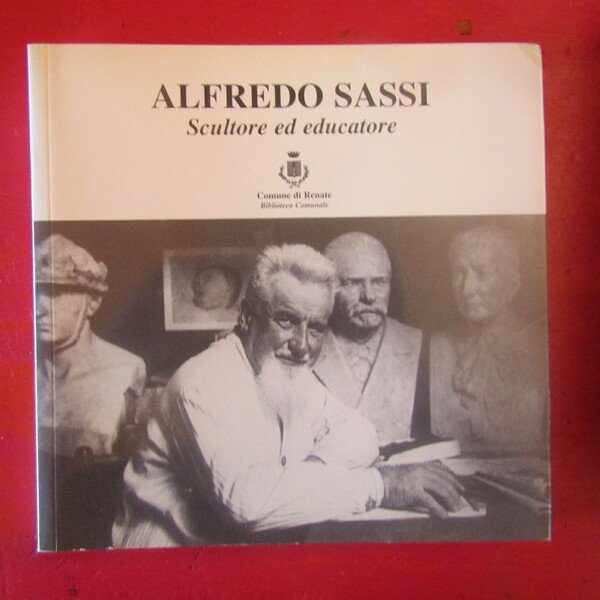 ALFREDO SASSI
Scultore ed educatore
Comune di Renate
Biblioteca Comunale